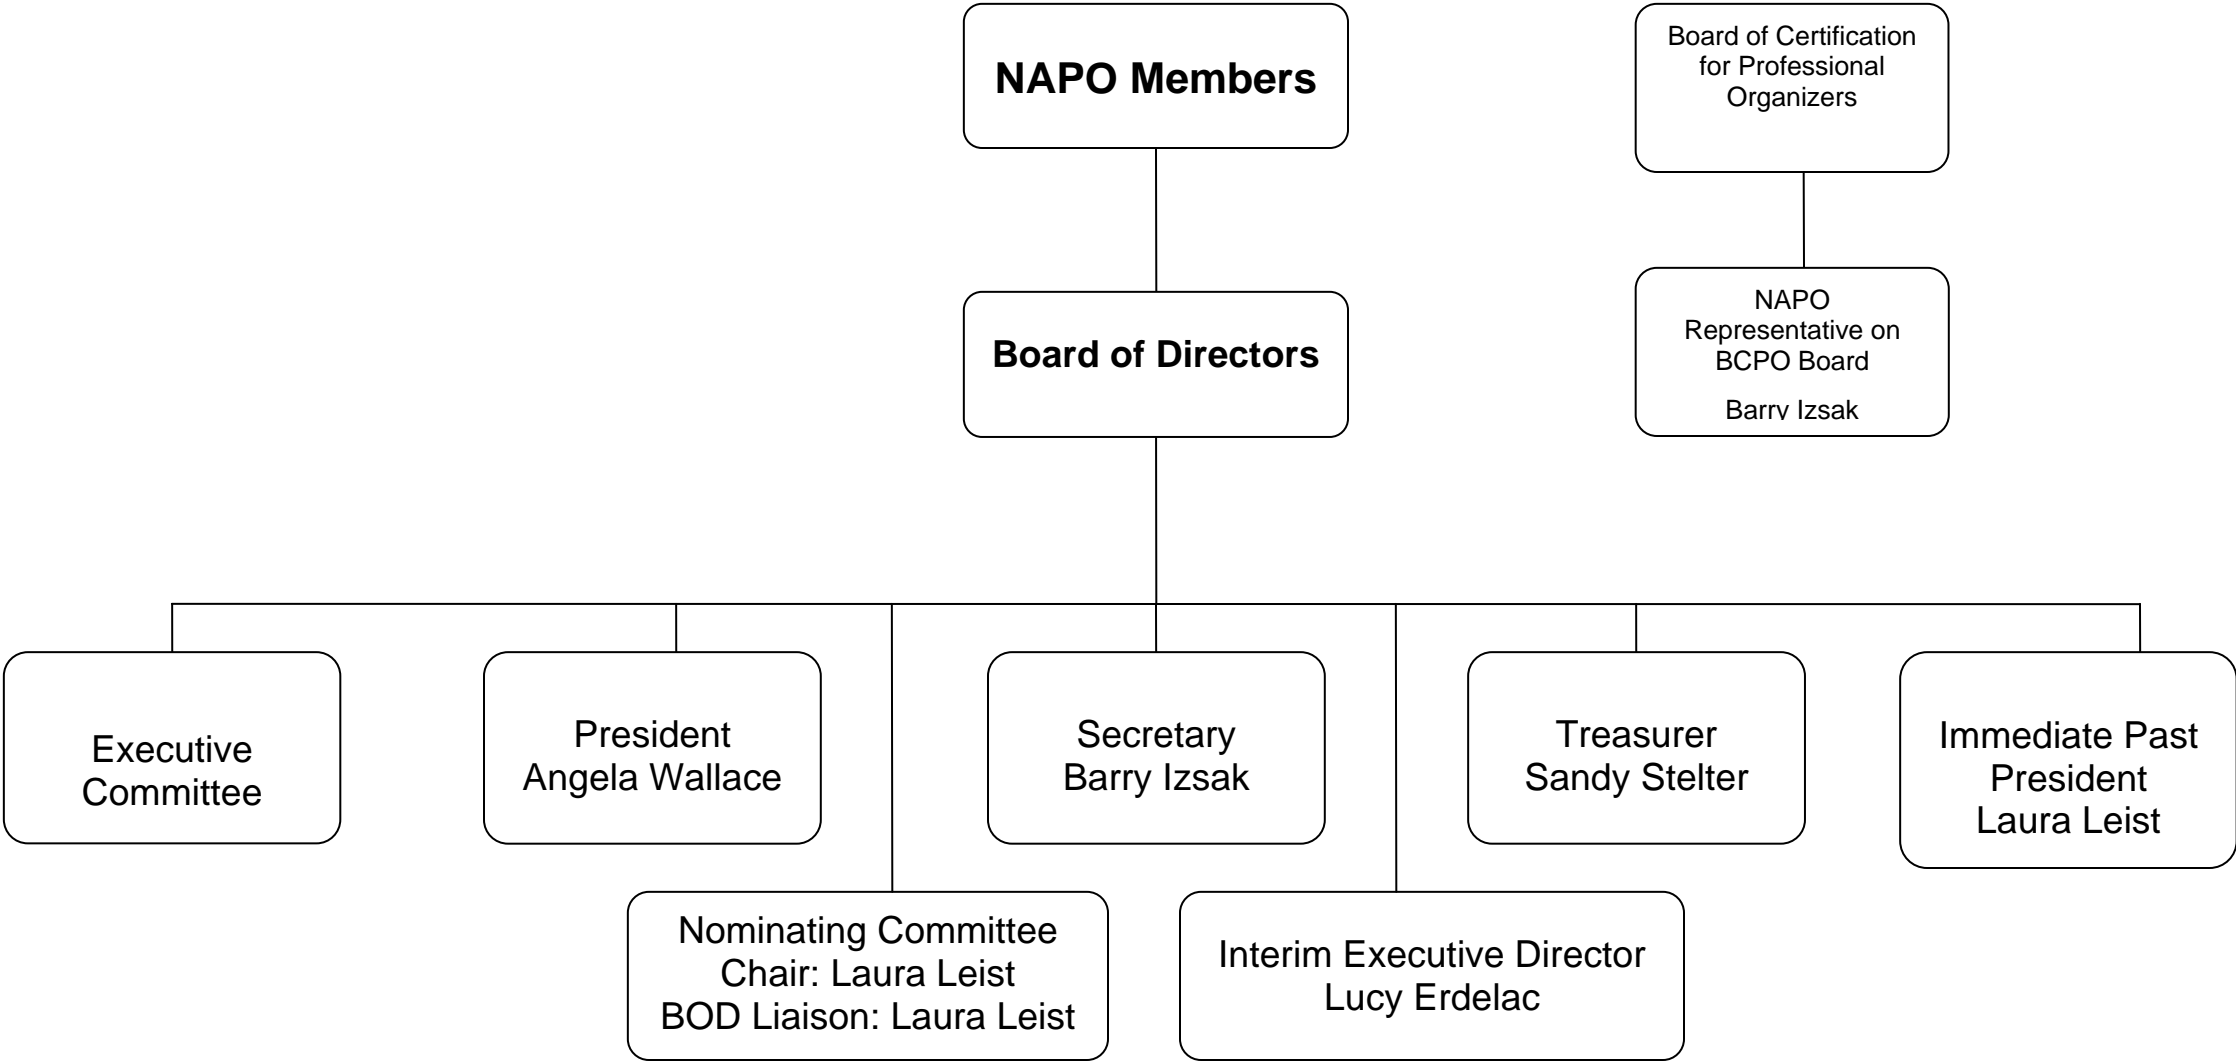 NAPO Members
Board of Certification
for Professional
Organizers
Board of Directors
NAPO
Representative on
BCPO Board
Barry Izsak
Executive
Committee
President
Angela Wallace
Secretary
Barry Izsak
Treasurer
Sandy Stelter
Immediate Past
President
Laura Leist
Nominating Committee
Chair: Laura Leist
BOD Liaison: Laura Leist
Interim Executive Director
Lucy Erdelac